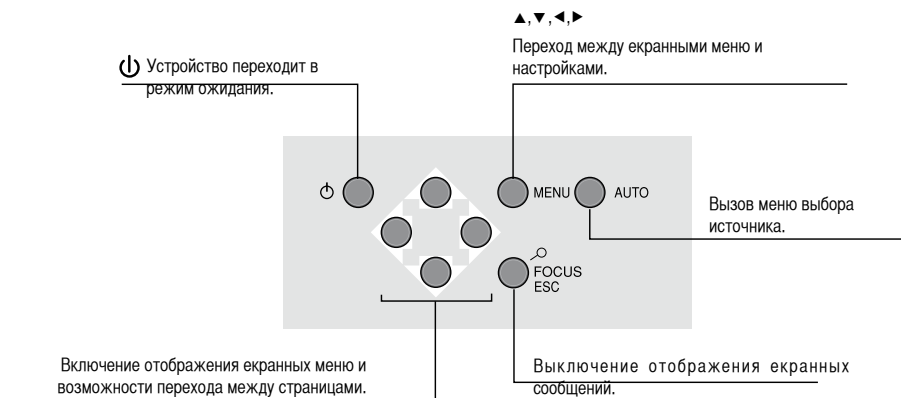 ▲,▼,◀,▶
Переход между екранными меню и
настройками.
Устройство переходит в
режим ожидания.
MENU
AUTO
Вызов меню выбора
источника.
FOCUS
ESC
Включение отображения екранных меню и
возможности перехода между страницами.
Выключение отображения екранных
сообщений.